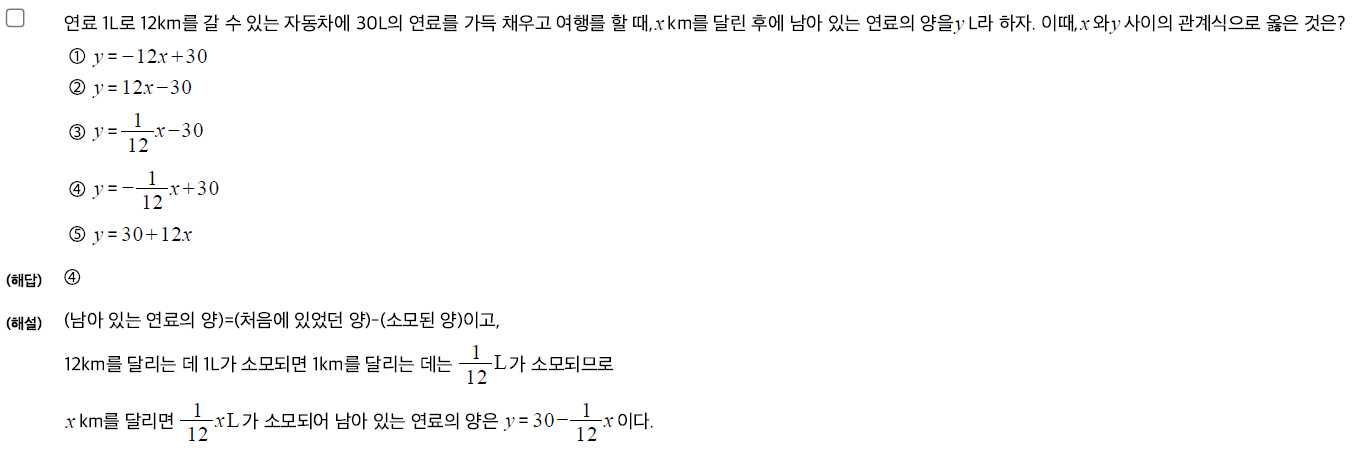 연료 1L로 12km를 갈 수 있는 자동차에 30L의 연료를 가득 채우고 여행를 할 때, x km를 달린 후에 남아 있는 연료의 양을 y L라 하자. 이때, x 와 y 사이의 관계식으로 옳은 것은?
① y = −12x+30
② y = 12x−30
③ y = 1/12 x−30
④ y = −1/12 x+30
⑤ y = 30+12x
(해답) ④
(해설) (남아 있는 연료의 양)=(처음에 있었던 양)-(소모된 양)이고,
12km를 달리는 데 1L가 소모되면 1km를 달리는 데는 1/12 L가 소모되므로
x km를 달리면 1/12 xL가 소모되어 남아 있는 연료의 양은 y = 30−1/12 x 이다.